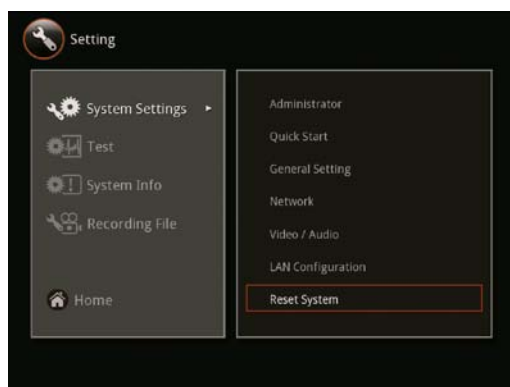 Setting
System Settings
Test
System Info
Recording File
Home
Administrator
Quick Start
General Setting
Network
Video / Audio
LAN Configuration
Reset System